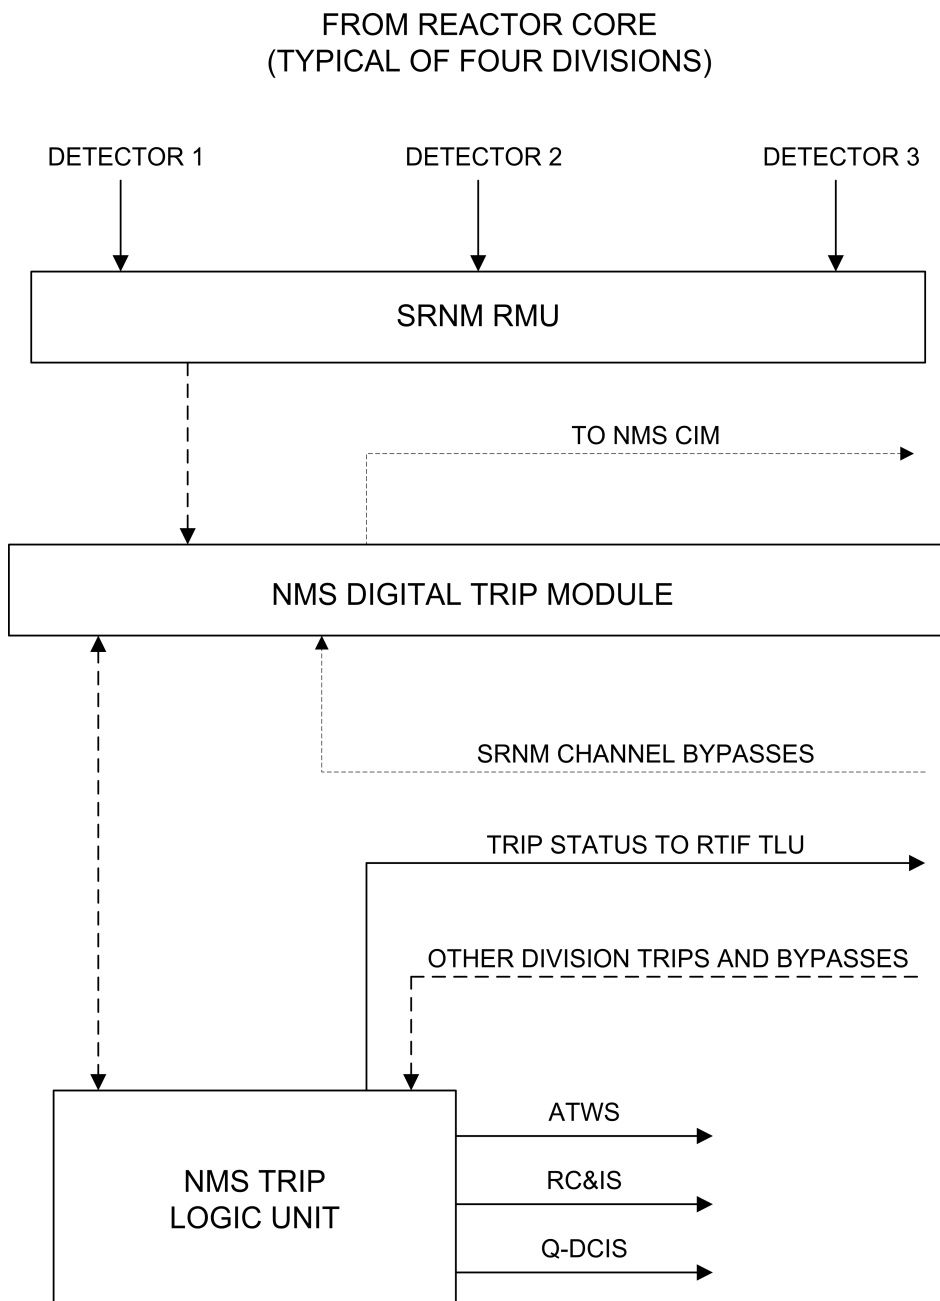 FROM REACTOR CORE
(TYPICAL OF FOUR DIVISIONS)
DETECTOR 1
DETECTOR 2
DETECTOR 3
SRNM RMU
TO NMS CIM
NMS DIGITAL TRIP MODULE
SRNM CHANNEL BYPASSES
TRIP STATUS TO RTIF TLU
OTHER DIVISION TRIPS AND BYPASSES
ATWS
NMS TRIP
LOGIC UNIT
RC&IS
Q-DCIS